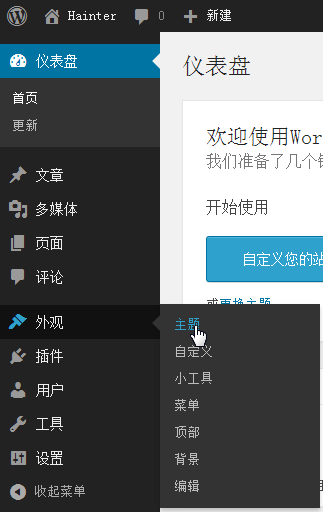 Hainter 0 新建
仪表盘
首页
更新
文章
多媒体
页面
评论
外观
插件
用户
工具
设置
收起菜单
仪表盘
欢迎使用Wor
我们准备了几个
开始使用
自定义您的站
或更换主题
主题
自定义
小工具
菜单
顶部
背景
编辑